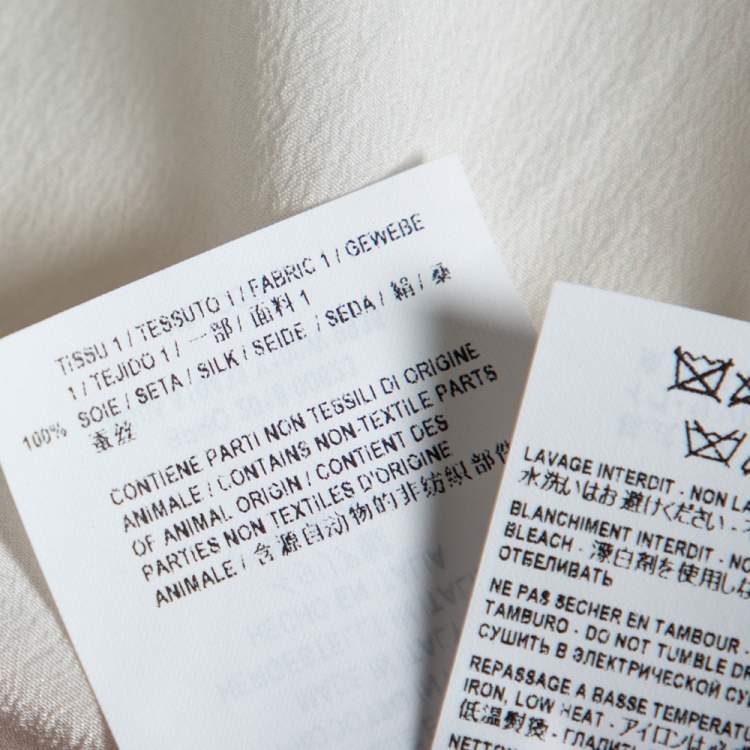 TISSU 1 / TESSUTO 1 / FABRIC 1 / GEWEBE
1 / TEJIDO 1 / 一部 / 面料 1
100% SOIE / SETA / SILK / SEIDE / SEDA / 絹 / 桑
蚕丝
CONTIENE PARTI NON TESSILI DI ORIGINE
ANIMALE / CONTAINS NON-TEXTILE PARTS
OF ANIMAL ORIGIN / CONTIENT DES
PARTIES NON TEXTILES D'ORIGINE
ANIMALE / 含源自动物的非纺织部件
LAVAGE INTERDIT - NON LA
水洗いはお避けください -
BLANCHIMENT INTERDIT - NO
BLEACH - 漂白剤を使用しな
ОТБЕЛИВАТЬ
NE PAS SECHER EN TAMBOUR -
TAMBURO - DO NOT TUMBLE DR
СУШИТЬ В ЭЛЕКТРИЧЕСКОЙ СУ
REPASSAGE A BASSE TEMPERATU
IRON, LOW HEAT - アイロンは
低温熨烫 - ГЛАДИ
NETTOY